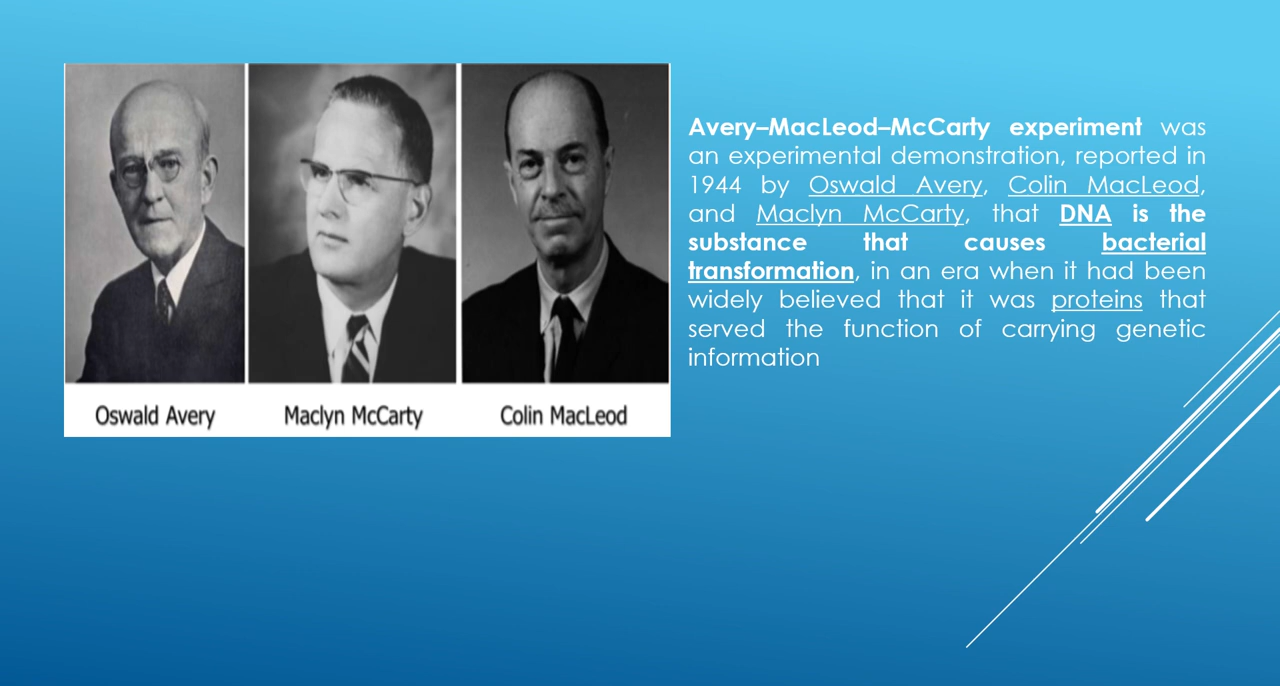 Oswald Avery
Maclyn McCarty
Colin MacLeod
Avery–MacLeod–McCarty experiment was
an experimental demonstration, reported in
1944 by Oswald Avery, Colin MacLeod,
and Maclyn McCarty, that DNA is the
substance that causes bacterial
transformation, in an era when it had been
widely believed that it was proteins that
served the function of carrying genetic
information